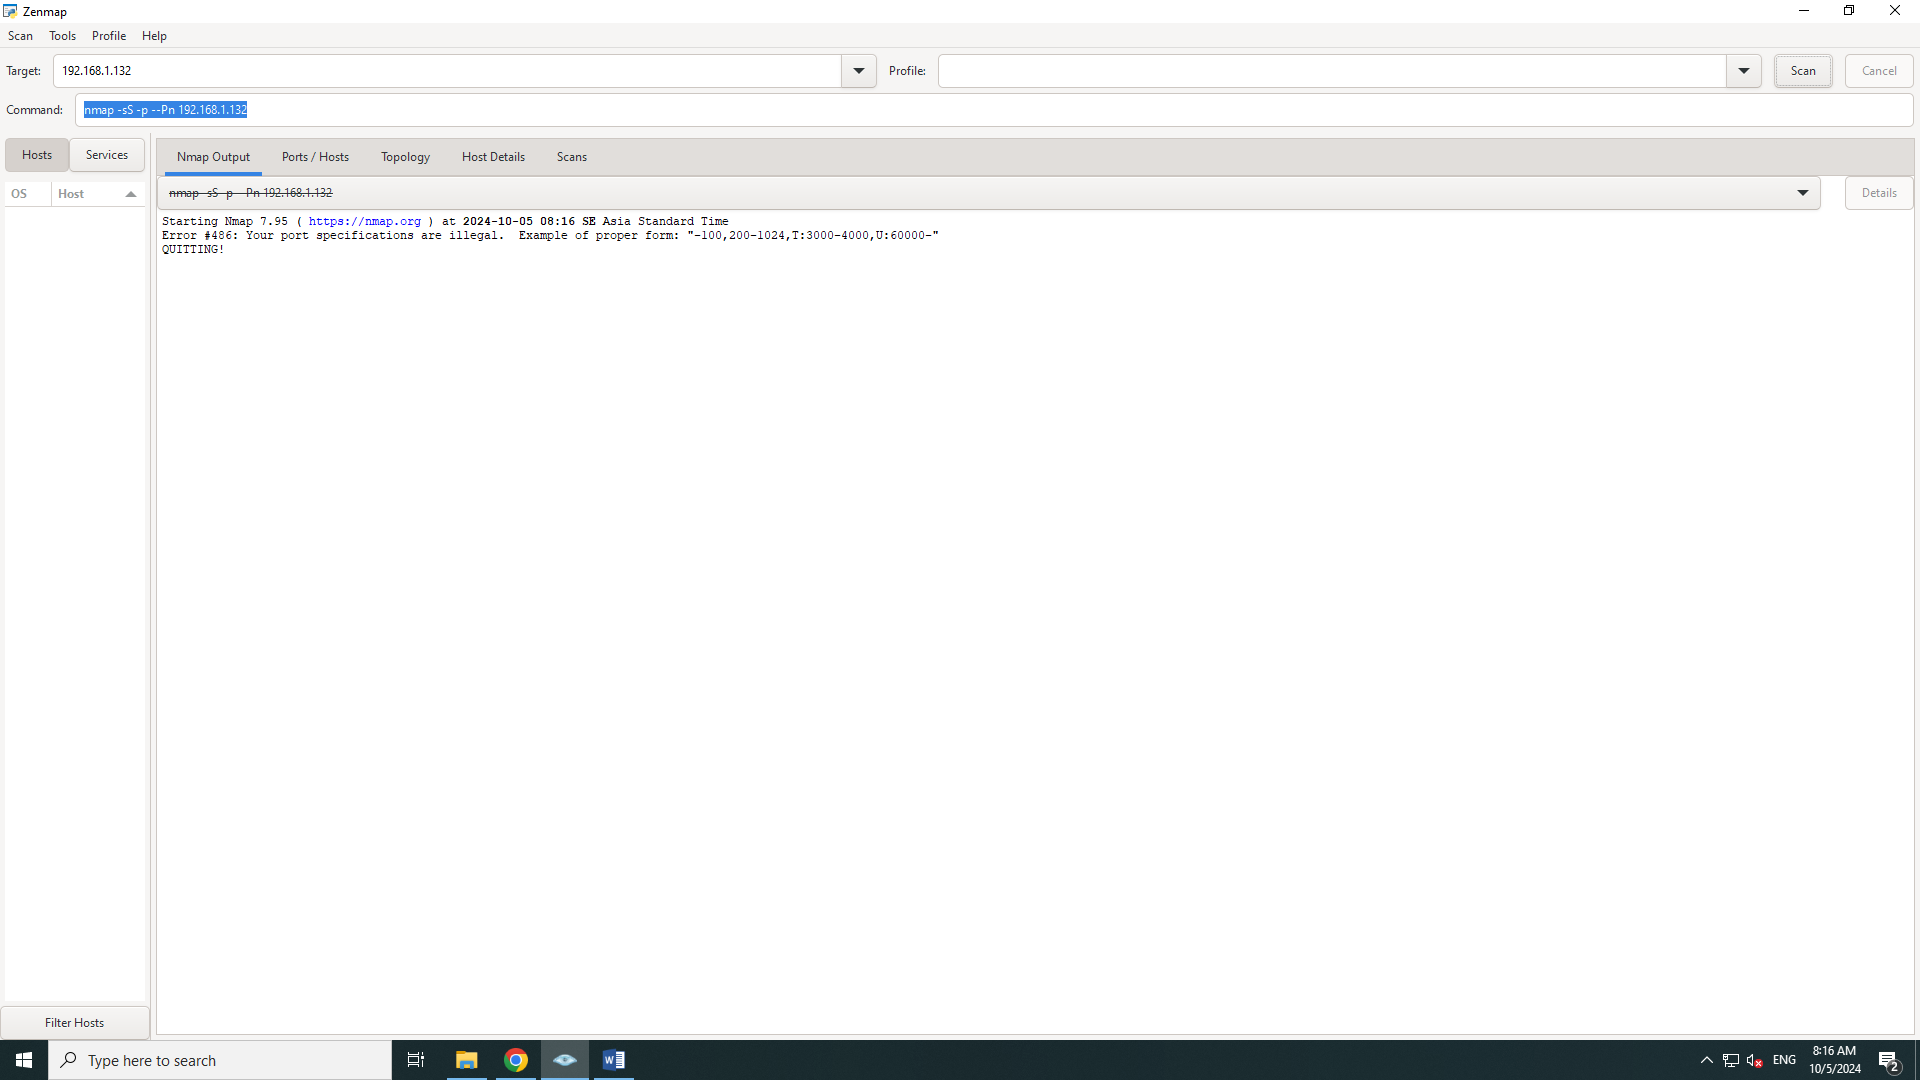 Zenmap
Scan Tools Profile Help
Target: 192.168.1.132 Profile: Scan Cancel
Command: nmap -sS -p --Pn 192.168.1.132
Hosts Services Nmap Output Ports / Hosts Topology Host Details Scans
OS Host nmap -sS -p --Pn 192.168.1.132 Details
Starting Nmap 7.95 ( https://nmap.org ) at 2024-10-05 08:16 SE Asia Standard Time
Error #486: Your port specifications are illegal.  Example of proper form: "-100,200-1024,T:3000-4000,U:60000-"
QUITTING!
Filter Hosts
Type here to search
ENG
8:16 AM
10/5/2024
2